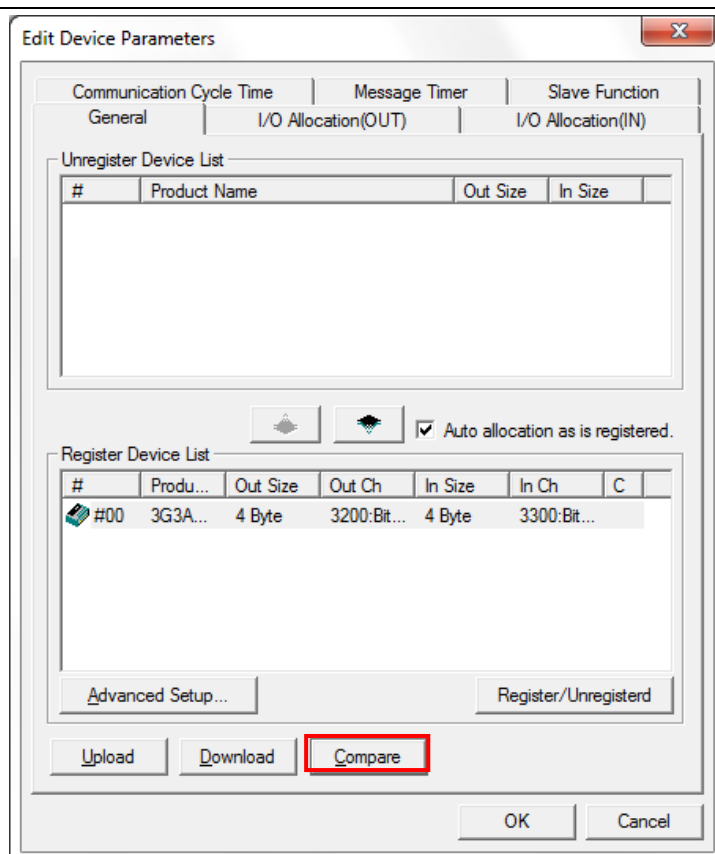 Edit Device Parameters
Communication Cycle Time Message Timer Slave Function
General I/O Allocation(OUT) I/O Allocation(IN)
Unregister Device List
# Product Name Out Size In Size
Auto allocation as is registered.
Register Device List
# Produ... Out Size Out Ch In Size In Ch C
#00 3G3A... 4 Byte 3200:Bit... 4 Byte 3300:Bit...
Advanced Setup... Register/Unregisterd
Upload Download Compare
OK Cancel